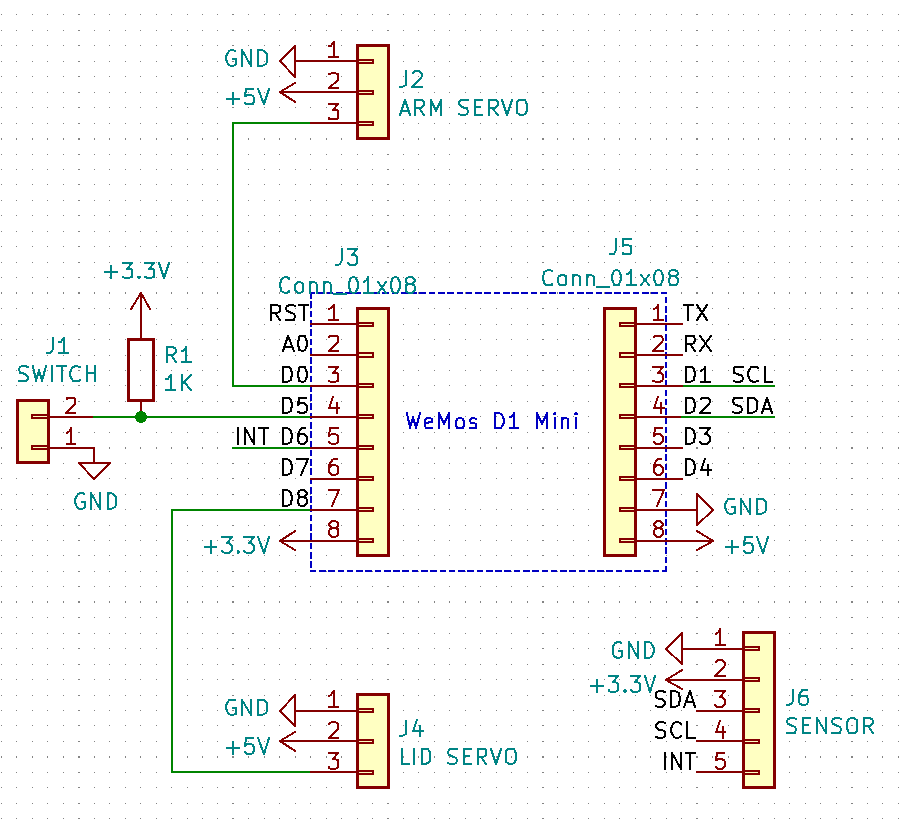 GND 1
+5V 2
3
J2
ARM SERVO
+3.3V
R1
1K
J1
SWITCH
2
1
GND
J3
Conn_01x08
RST 1
A0 2
D0 3
D5 4
INT D6 5
D7 6
D8 7
+3.3V 8
WeMos D1 Mini
J5
Conn_01x08
1 TX
2 RX
3 D1 SCL
4 D2 SDA
5 D3
6 D4
7 GND
8 +5V
GND 1
+5V 2
3
J4
LID SERVO
GND 1
+3.3V 2
SDA 3
SCL 4
INT 5
J6
SENSOR